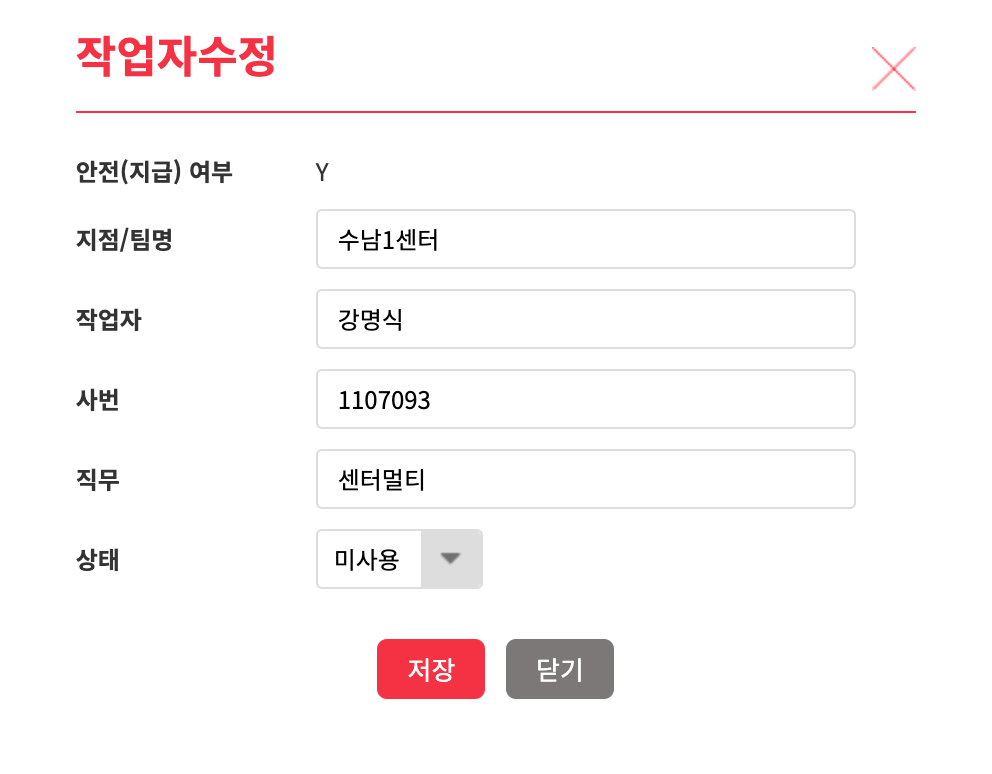 작업자수정
안전(지급) 여부 Y
지점/팀명 수남1센터
작업자 강명식
사번 1107093
직무 센터멀티
상태 미사용
저장 닫기